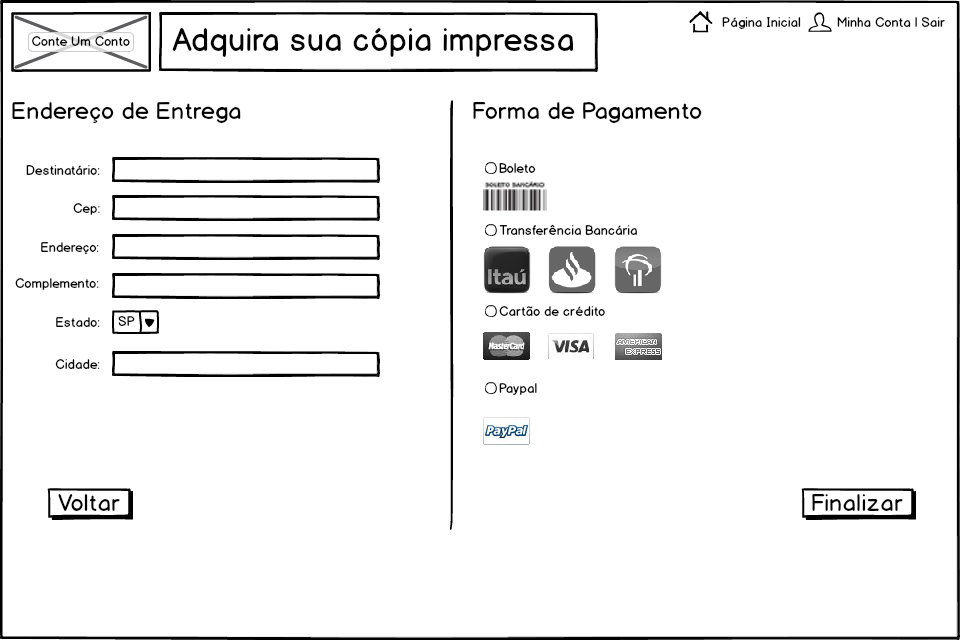 Conte Um Conto
Adquira sua cópia impressa
Página Inicial
Minha Conta | Sair
Endereço de Entrega
Destinatário:
Cep:
Endereço:
Complemento:
Estado: SP
Cidade:
Voltar
Forma de Pagamento
Boleto
BOLETO BANCÁRIO
Transferência Bancária
Itaú
Cartão de crédito
MasterCard
VISA
AMERICAN
EXPRESS
Paypal
PayPal
Finalizar